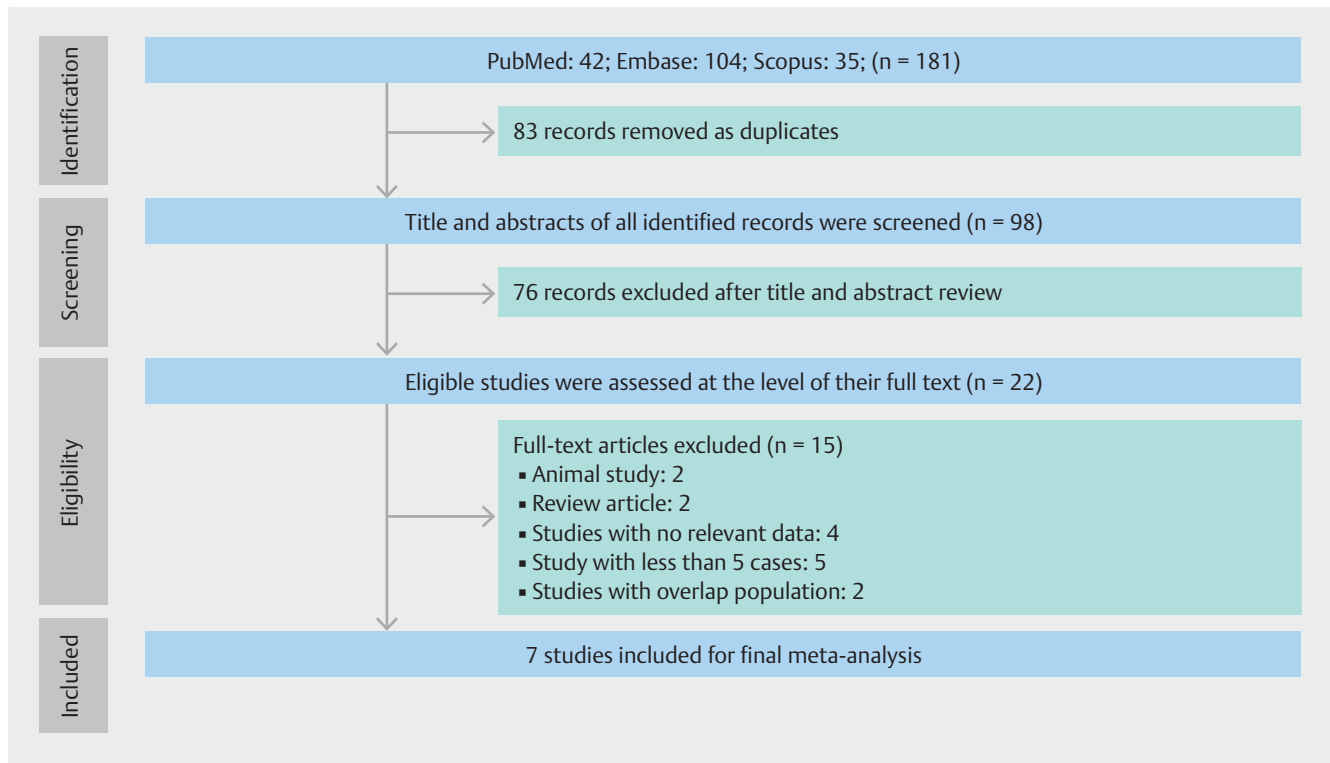 Identification
PubMed: 42; Embase: 104; Scopus: 35; (n = 181)
83 records removed as duplicates
Screening
Title and abstracts of all identified records were screened (n = 98)
76 records excluded after title and abstract review
Eligibility
Eligible studies were assessed at the level of their full text (n = 22)
Full-text articles excluded (n = 15)
▪ Animal study: 2
▪ Review article: 2
▪ Studies with no relevant data: 4
▪ Study with less than 5 cases: 5
▪ Studies with overlap population: 2
Included
7 studies included for final meta-analysis